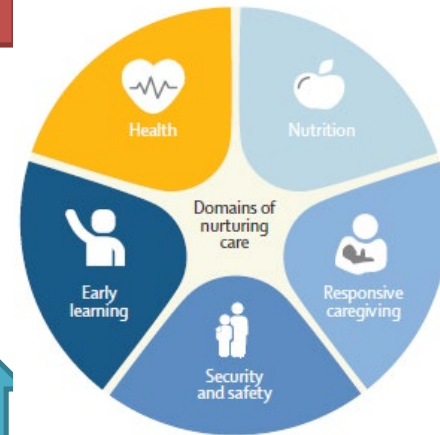 Health
Nutrition
Domains of
nurturing
care
Early
learning
Responsive
caregiving
Security
and safety